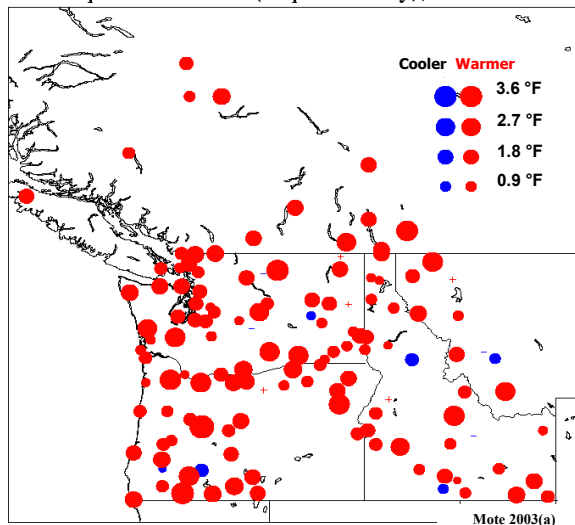 Cooler Warmer
3.6 °F
2.7 °F
1.8 °F
0.9 °F
Mote 2003(a)